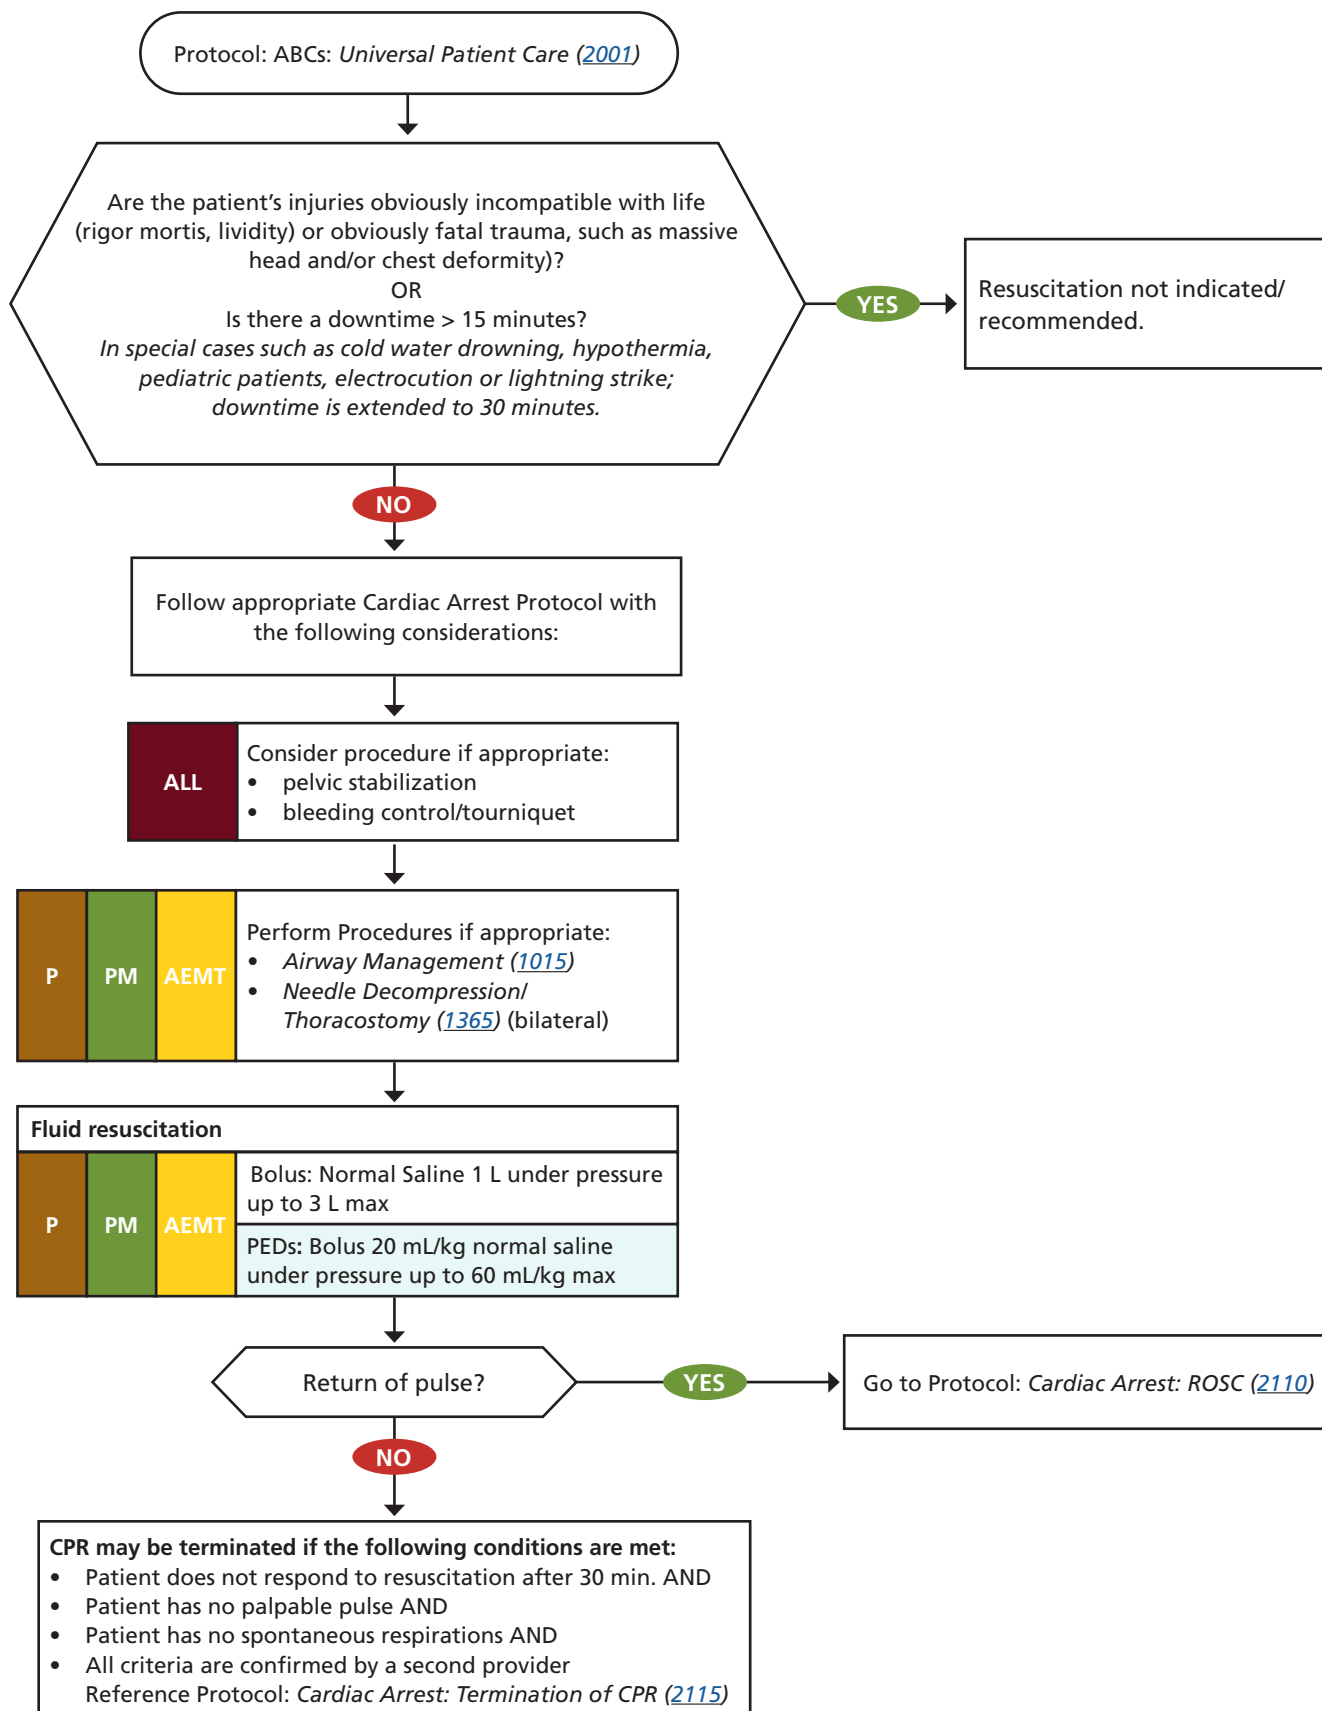 Protocol: ABCs: Universal Patient Care (2001)
Are the patient’s injuries obviously incompatible with life
(rigor mortis, lividity) or obviously fatal trauma, such as massive
head and/or chest deformity)?
OR
Is there a downtime > 15 minutes?
In special cases such as cold water drowning, hypothermia,
pediatric patients, electrocution or lightning strike;
downtime is extended to 30 minutes.
YES
Resuscitation not indicated/
recommended.
NO
Follow appropriate Cardiac Arrest Protocol with
the following considerations:
ALL
Consider procedure if appropriate:
• pelvic stabilization
• bleeding control/tourniquet
P
PM
AEMT
Perform Procedures if appropriate:
• Airway Management (1015)
• Needle Decompression/
Thoracostomy (1365) (bilateral)
Fluid resuscitation
P
PM
AEMT
Bolus: Normal Saline 1 L under pressure
up to 3 L max
PEDs: Bolus 20 mL/kg normal saline
under pressure up to 60 mL/kg max
Return of pulse?
YES
Go to Protocol: Cardiac Arrest: ROSC (2110)
NO
CPR may be terminated if the following conditions are met:
• Patient does not respond to resuscitation after 30 min. AND
• Patient has no palpable pulse AND
• Patient has no spontaneous respirations AND
• All criteria are confirmed by a second provider
Reference Protocol: Cardiac Arrest: Termination of CPR (2115)